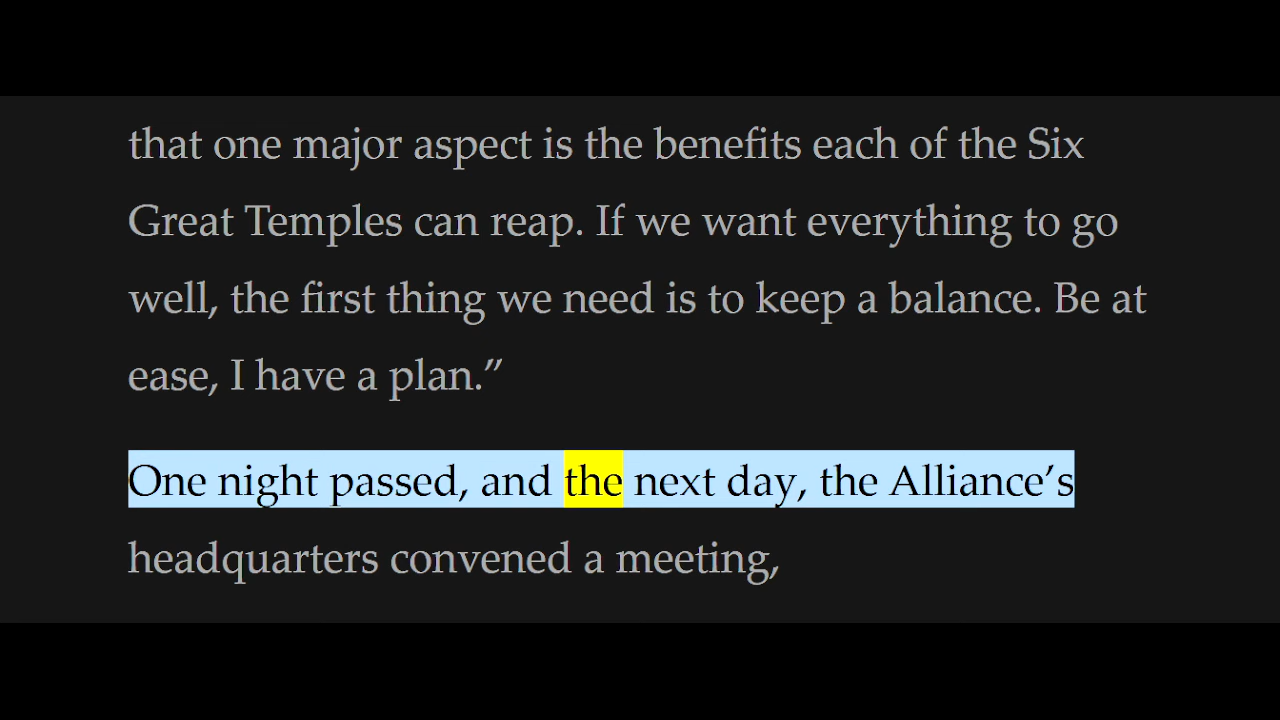 that one major aspect is the benefits each of the Six
Great Temples can reap. If we want everything to go
well, the first thing we need is to keep a balance. Be at
ease, I have a plan.”
One night passed, and the next day, the Alliance’s
headquarters convened a meeting,